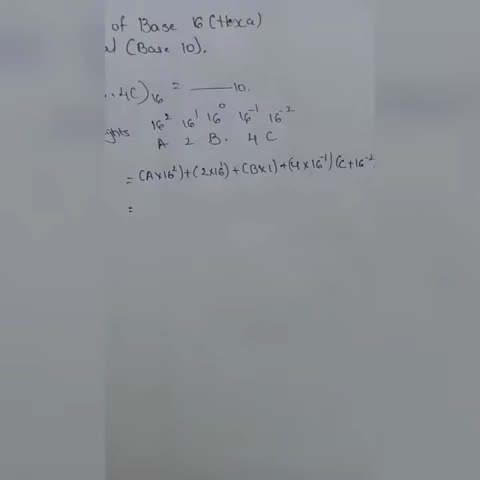 of Base 16 (Hexa)
(Base 10).
..4C)₁₆ = ———10.
ghts 16² 16¹ 16⁰ 16⁻¹ 16⁻²
A 2 B. 4 C
= (A×16²)+(2×16¹)+(B×1)+(4×16⁻¹)(C+16⁻²
=